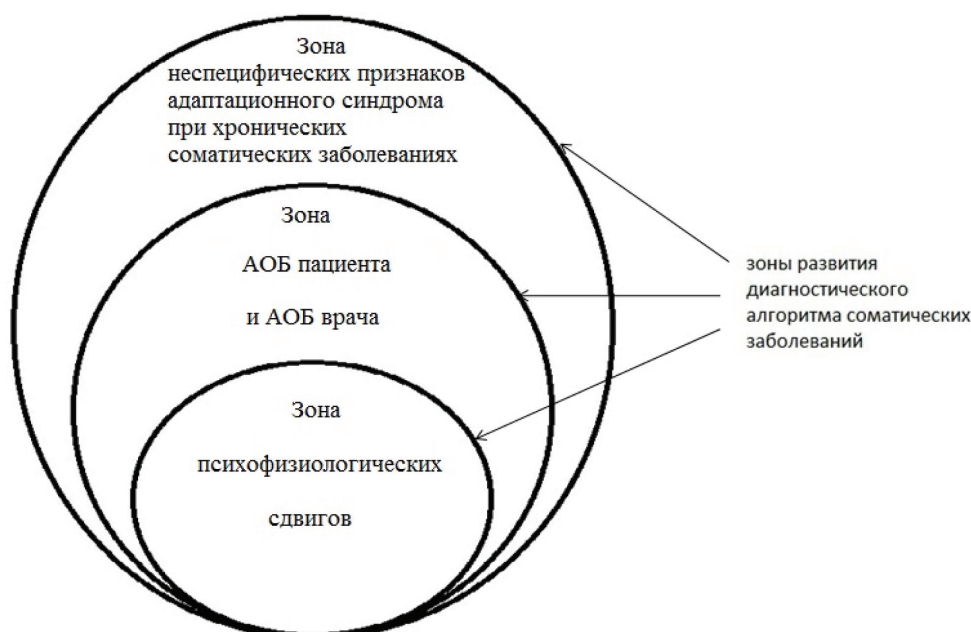 Зона
неспецифических признаков
адаптационного синдрома
при хронических
соматических заболеваниях
Зона
АОБ пациента
и АОБ врача
Зона
психофизиологических
сдвигов
зоны развития
диагностического
алгоритма соматических
заболеваний